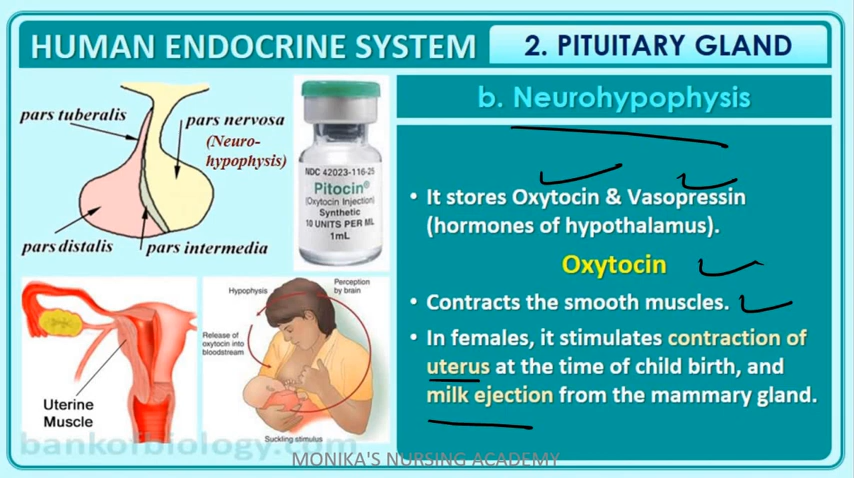 HUMAN ENDOCRINE SYSTEM
2. PITUITARY GLAND
pars tuberalis
pars nervosa
(Neuro-
hypophysis)
pars distalis
pars intermedia
NDC 42023-116-25
Pitocin®
(Oxytocin Injection)
Synthetic
10 UNITS PER ML
1mL
b. Neurohypophysis
• It stores Oxytocin & Vasopressin
(hormones of hypothalamus).
Oxytocin
• Contracts the smooth muscles.
• In females, it stimulates contraction of
uterus at the time of child birth, and
milk ejection from the mammary gland.
Uterine
Muscle
Hypophysis
Perception
by brain
Release of
oxytocin into
bloodstream
Suckling stimulus
bankofbiology.com
MONIKA'S NURSING ACADEMY